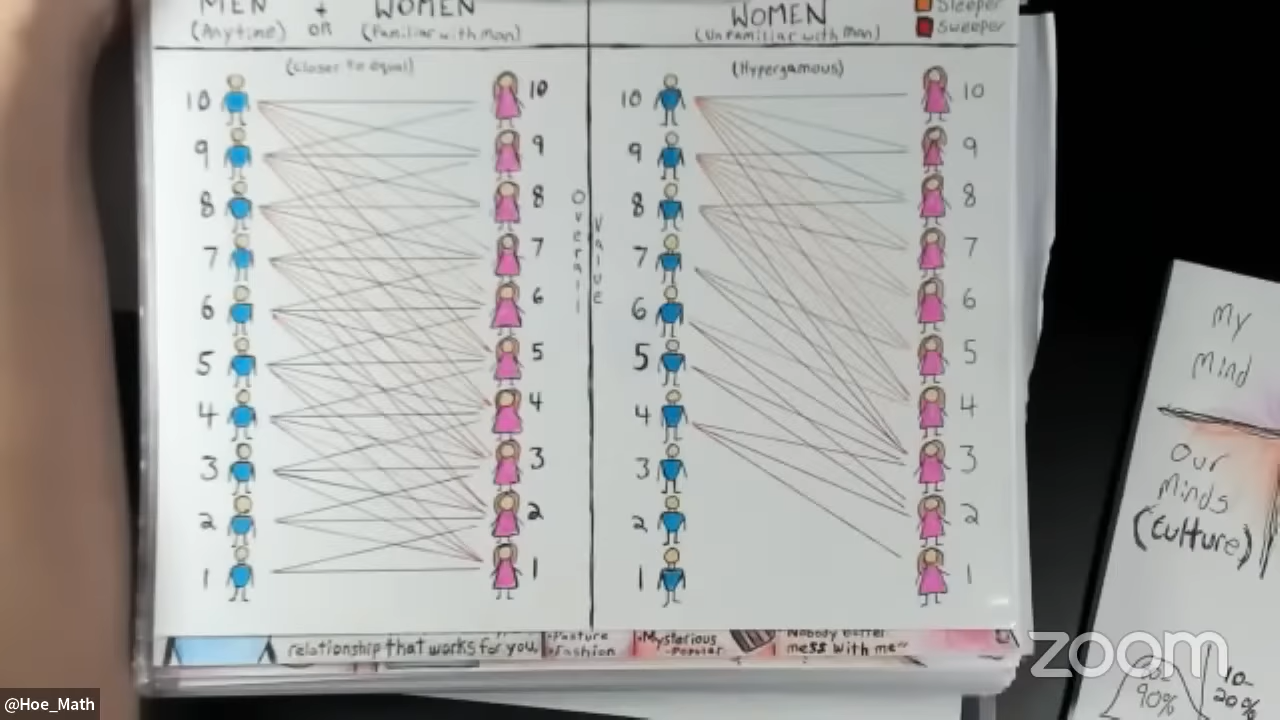 MEN + WOMEN
(Anytime) or (Familiar with man)
WOMEN
(Unfamiliar with man)
Sleeper
Sweeper
(closer to equal)
10 10
9 9
8 8
7 7
6 6
5 5
4 4
3 3
2 2
1 1
Overall
Value
(Hypergamous)
10 10
9 9
8 8
7 7
6 6
5 5
4 4
3 3
2 2
1 1
relationship that works for you.
-Posture
-Fashion
-Mysterious
-Popular
mess with me"
My
Mind
Our
Minds
(Culture)
90%
10-
20%
zoom
@Hoe_Math